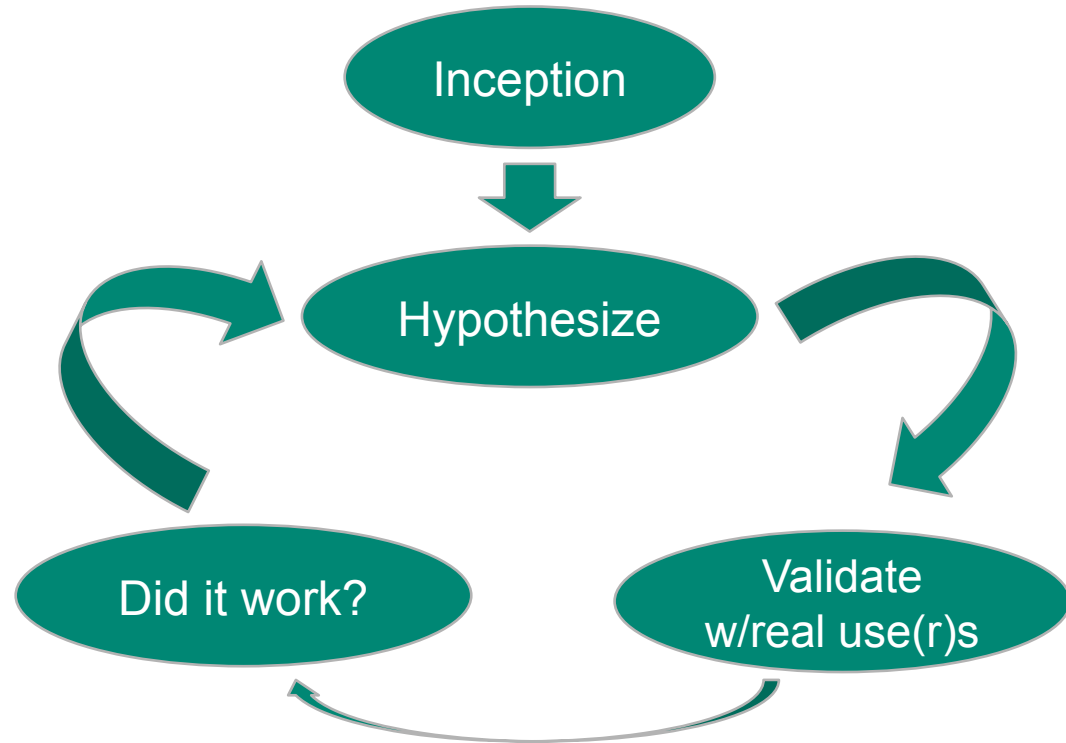 Inception
Hypothesize
Did it work?
Validate
w/real use(r)s